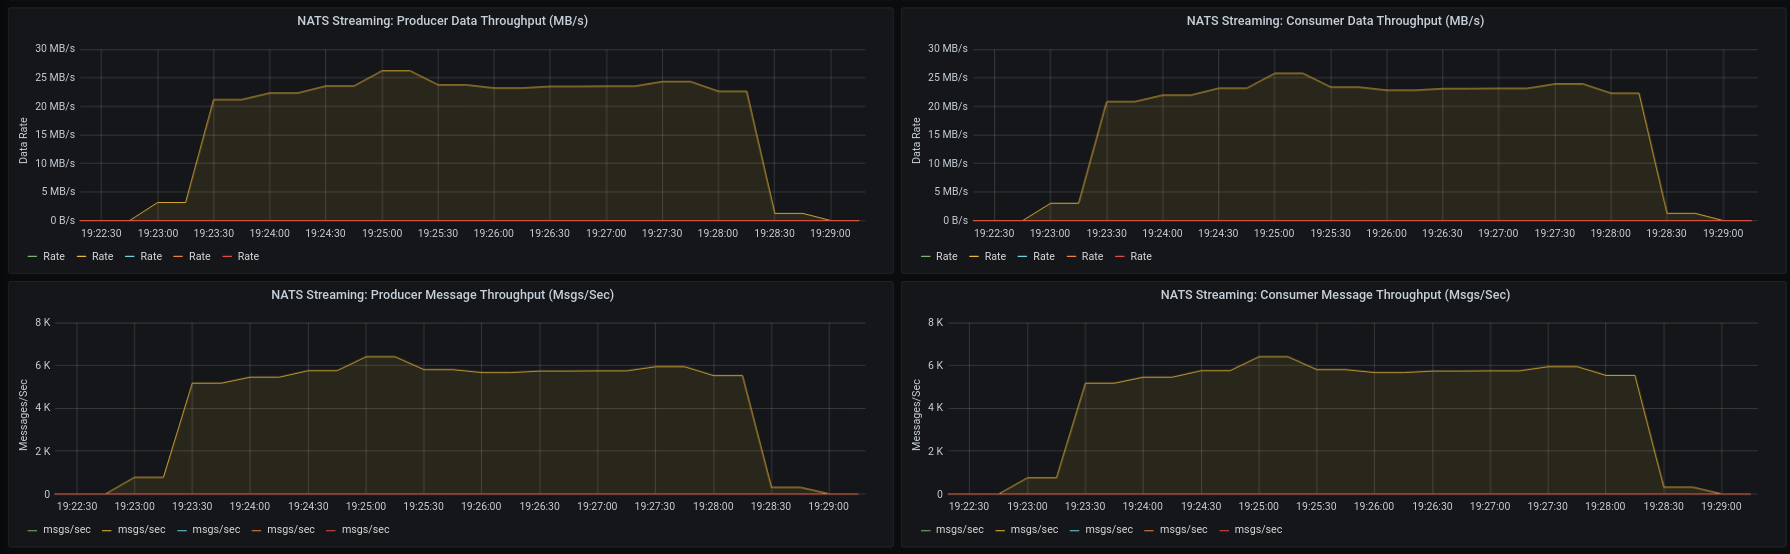 NATS Streaming: Producer Data Throughput (MB/s)
30 MB/s
25 MB/s
20 MB/s
15 MB/s
10 MB/s
5 MB/s
0 B/s
Data Rate
19:22:30 19:23:00 19:23:30 19:24:00 19:24:30 19:25:00 19:25:30 19:26:00 19:26:30 19:27:00 19:27:30 19:28:00 19:28:30 19:29:00
Rate Rate Rate Rate Rate
NATS Streaming: Consumer Data Throughput (MB/s)
30 MB/s
25 MB/s
20 MB/s
15 MB/s
10 MB/s
5 MB/s
0 B/s
Data Rate
19:22:30 19:23:00 19:23:30 19:24:00 19:24:30 19:25:00 19:25:30 19:26:00 19:26:30 19:27:00 19:27:30 19:28:00 19:28:30 19:29:00
Rate Rate Rate Rate Rate
NATS Streaming: Producer Message Throughput (Msgs/Sec)
8 K
6 K
4 K
2 K
0
Messages/Sec
19:22:30 19:23:00 19:23:30 19:24:00 19:24:30 19:25:00 19:25:30 19:26:00 19:26:30 19:27:00 19:27:30 19:28:00 19:28:30 19:29:00
msgs/sec msgs/sec msgs/sec msgs/sec msgs/sec
NATS Streaming: Consumer Message Throughput (Msgs/Sec)
8 K
6 K
4 K
2 K
0
Messages/Sec
19:22:30 19:23:00 19:23:30 19:24:00 19:24:30 19:25:00 19:25:30 19:26:00 19:26:30 19:27:00 19:27:30 19:28:00 19:28:30 19:29:00
msgs/sec msgs/sec msgs/sec msgs/sec msgs/sec